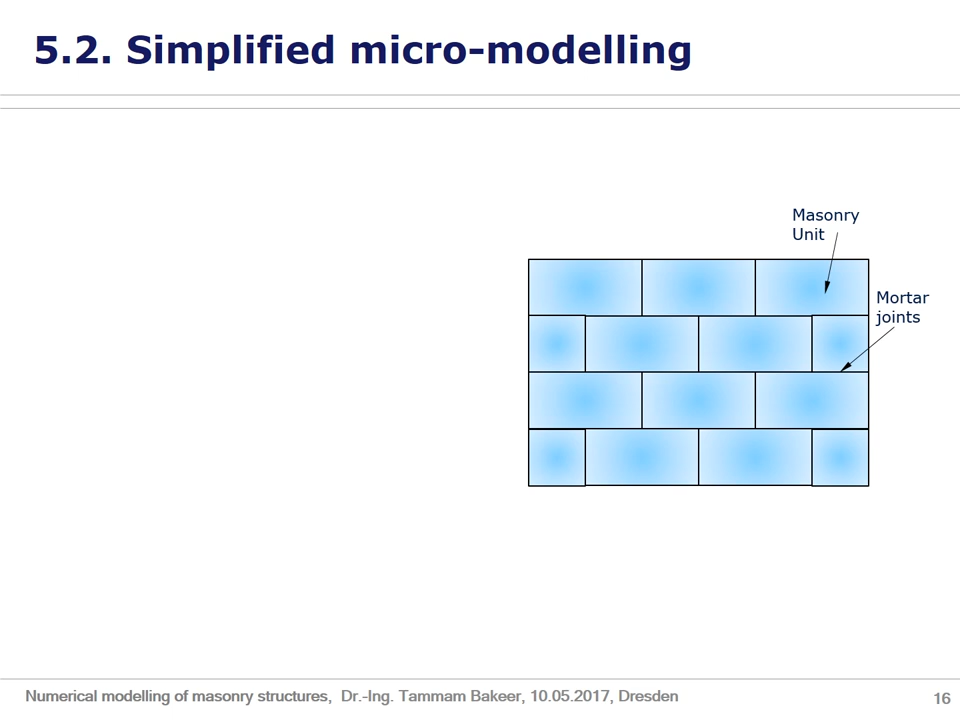 5.2. Simplified micro-modelling
Masonry
Unit
Mortar
joints
Numerical modelling of masonry structures,  Dr.-Ing. Tammam Bakeer, 10.05.2017, Dresden
16